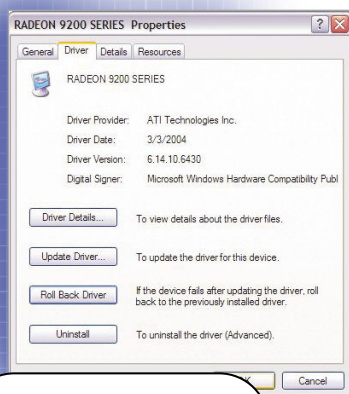 RADEON 9200 SERIES Properties
General Driver Details Resources
RADEON 9200 SERIES
Driver Provider: ATI Technologies Inc.
Driver Date: 3/3/2004
Driver Version: 6.14.10.6430
Digital Signer: Microsoft Windows Hardware Compatibility Publ
Driver Details... To view details about the driver files.
Update Driver... To update the driver for this device.
Roll Back Driver If the device fails after updating the driver, roll
back to the previously installed driver.
Uninstall To uninstall the driver (Advanced).
Cancel